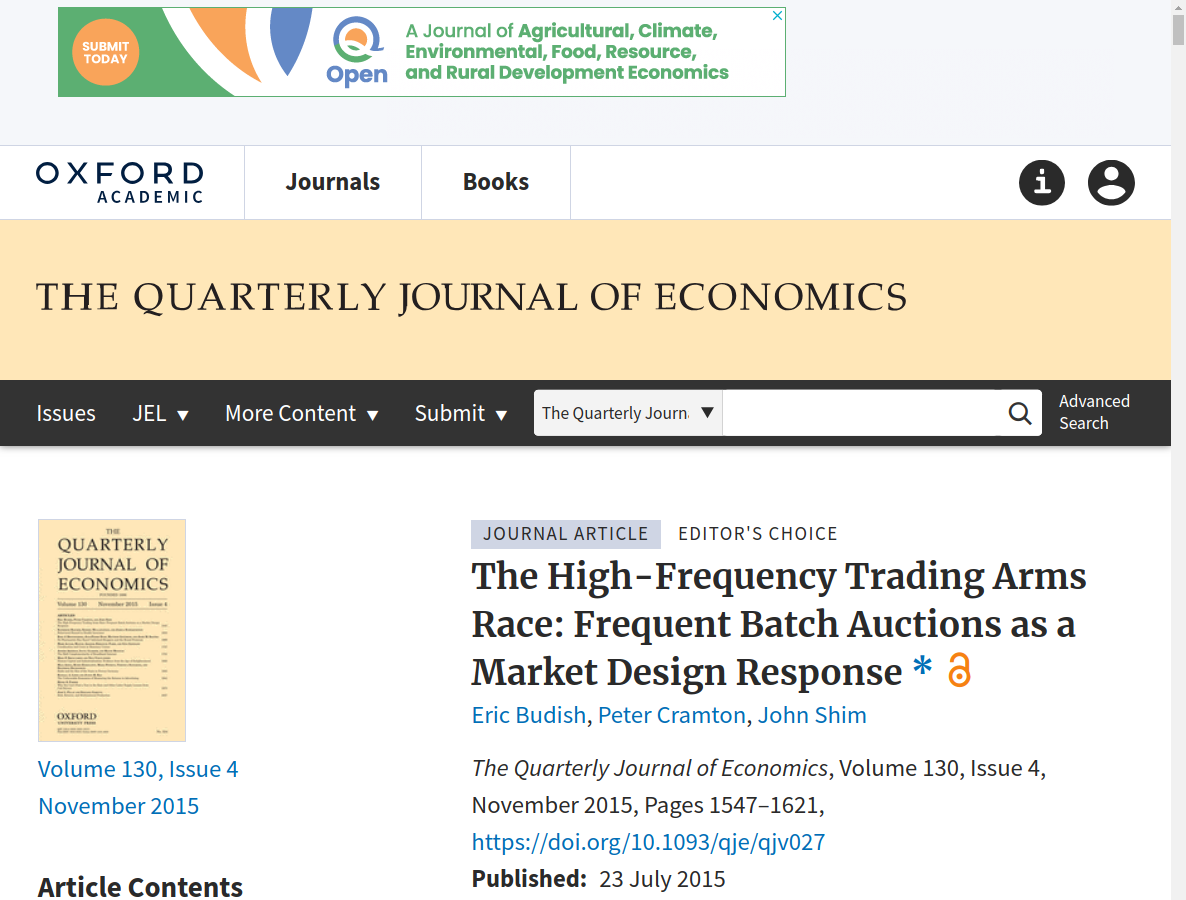 SUBMIT
TODAY
Open
A Journal of Agricultural, Climate,
Environmental, Food, Resource,
and Rural Development Economics
OXFORD
ACADEMIC
Journals
Books
THE QUARTERLY JOURNAL OF ECONOMICS
Issues
JEL
More Content
Submit
The Quarterly Journ
Advanced
Search
THE
QUARTERLY
JOURNAL OF
ECONOMICS
Volume 130 November 2015 Issue 4
ARTICLES
OXFORD
UNIVERSITY PRESS
Volume 130, Issue 4
November 2015
Article Contents
JOURNAL ARTICLE EDITOR'S CHOICE
The High-Frequency Trading Arms
Race: Frequent Batch Auctions as a
Market Design Response *
Eric Budish, Peter Cramton, John Shim
The Quarterly Journal of Economics, Volume 130, Issue 4,
November 2015, Pages 1547–1621,
https://doi.org/10.1093/qje/qjv027
Published: 23 July 2015